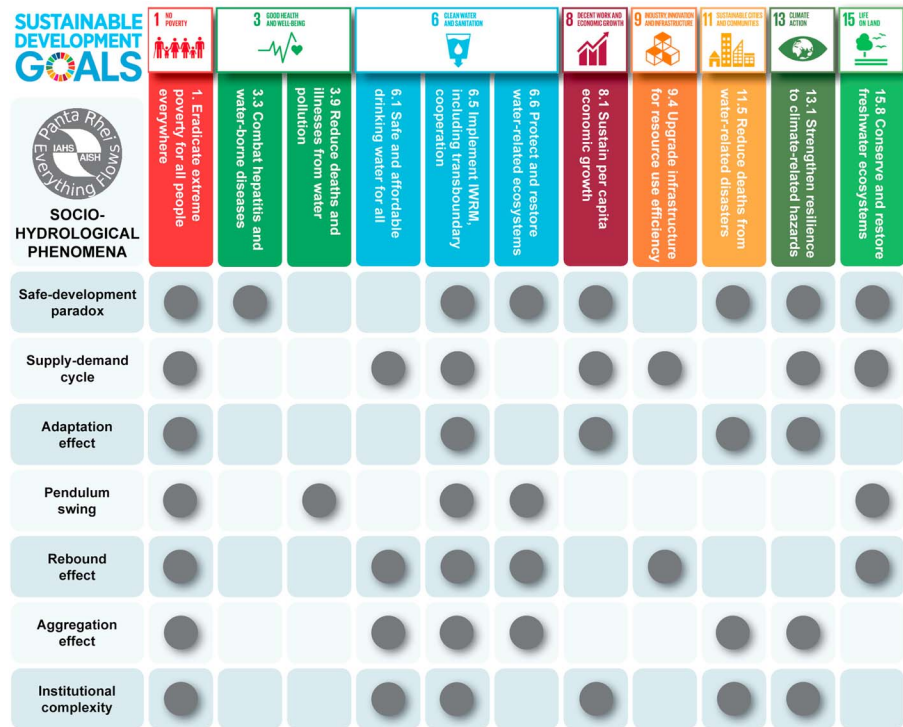 SUSTAINABLE
DEVELOPMENT
GOALS
1 NO
POVERTY
3 GOOD HEALTH
AND WELL-BEING
6 CLEAN WATER
AND SANITATION
8 DECENT WORK AND
ECONOMIC GROWTH
9 INDUSTRY, INNOVATION
AND INFRASTRUCTURE
11 SUSTAINABLE CITIES
AND COMMUNITIES
13 CLIMATE
ACTION
15 LIFE
ON LAND
Panta Rhei
IAHS
AISH
Everything Flows
SOCIO-
HYDROLOGICAL
PHENOMENA
1. Eradicate extreme
poverty for all people
everywhere
3.3 Combat hepatitis and
water-borne diseases
3.9 Reduce deaths and
illnesses from water
pollution
6.1 Safe and affordable
drinking water for all
6.5 Implement IWRM,
including transboundary
cooperation
6.6 Protect and restore
water-related ecosystems
8.1 Sustain per capita
economic growth
9.4 Upgrade infrastructure
for resource use efficiency
11.5 Reduce deaths from
water-related disasters
13.1 Strengthen resilience
to climate-related hazards
15.8 Conserve and restore
freshwater ecosystems
Safe-development
paradox
Supply-demand
cycle
Adaptation
effect
Pendulum
swing
Rebound
effect
Aggregation
effect
Institutional
complexity